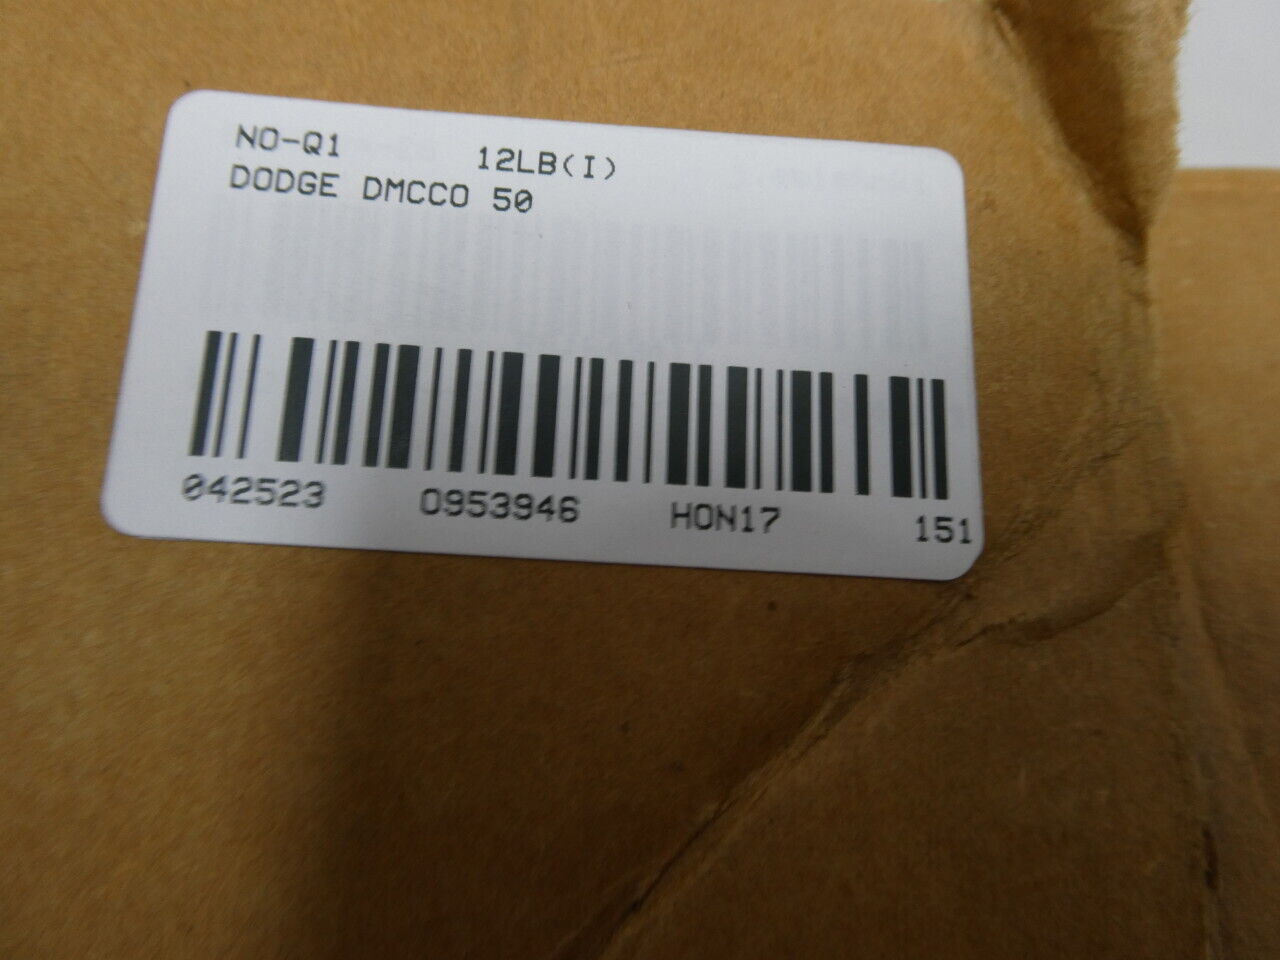 NO-Q1 12LB(I)
DODGE DMCCO 50
042523 0953946 HON17 151